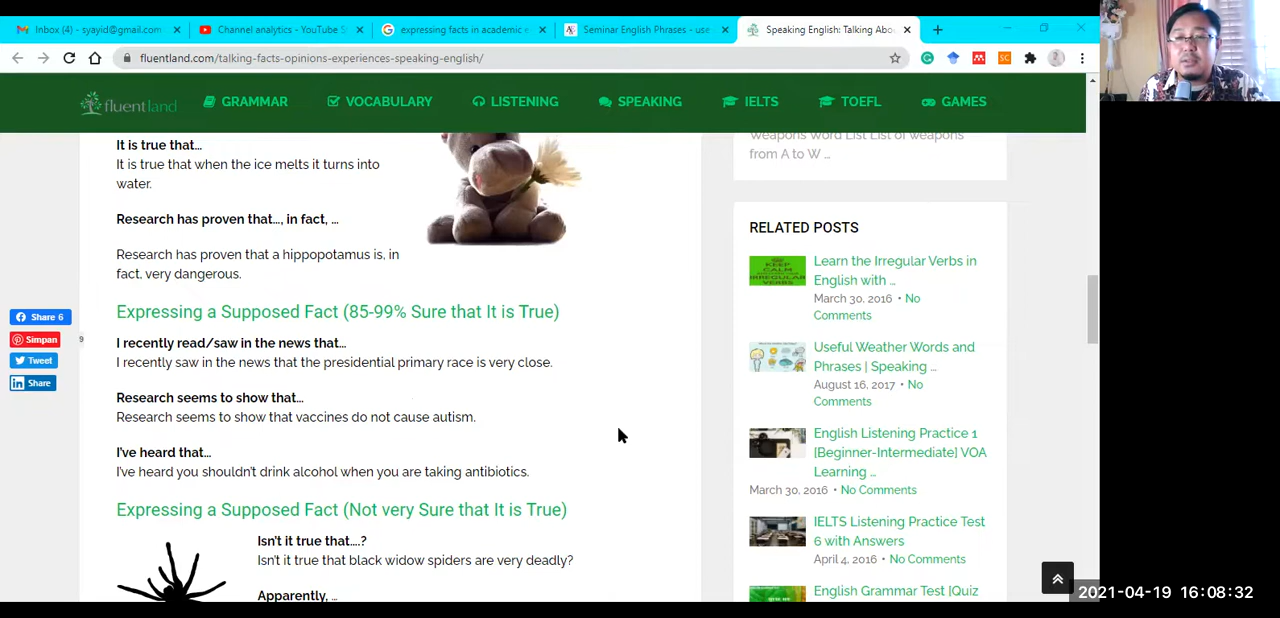 Inbox (4) - syayid@gmail.com
Channel analytics - YouTube S
expressing facts in academic e
Seminar English Phrases - use
Speaking English: Talking Abo
fluentland.com/talking-facts-opinions-experiences-speaking-english/
fluentland
GRAMMAR
VOCABULARY
LISTENING
SPEAKING
IELTS
TOEFL
GAMES
It is true that...
It is true that when the ice melts it turns into
water.
Research has proven that..., in fact, ...
Research has proven that a hippopotamus is, in
fact, very dangerous.
Expressing a Supposed Fact (85-99% Sure that It is True)
I recently read/saw in the news that...
I recently saw in the news that the presidential primary race is very close.
Research seems to show that...
Research seems to show that vaccines do not cause autism.
I've heard that...
I've heard you shouldn't drink alcohol when you are taking antibiotics.
Expressing a Supposed Fact (Not very Sure that It is True)
Isn't it true that....?
Isn't it true that black widow spiders are very deadly?
Apparently, ...
Share 6
Simpan
9
Tweet
Share
Weapons Word List List of weapons
from A to W ...
RELATED POSTS
KEEP
CALM
IRREGULAR
VERBS
Learn the Irregular Verbs in
English with ...
March 30, 2016 • No
Comments
Useful Weather Words and
Phrases | Speaking ...
August 16, 2017 • No
Comments
English Listening Practice 1
[Beginner-Intermediate] VOA
Learning ...
March 30, 2016 • No Comments
IELTS Listening Practice Test
6 with Answers
April 4, 2016 • No Comments
English Grammar Test [Quiz
2021-04-19 16:08:32